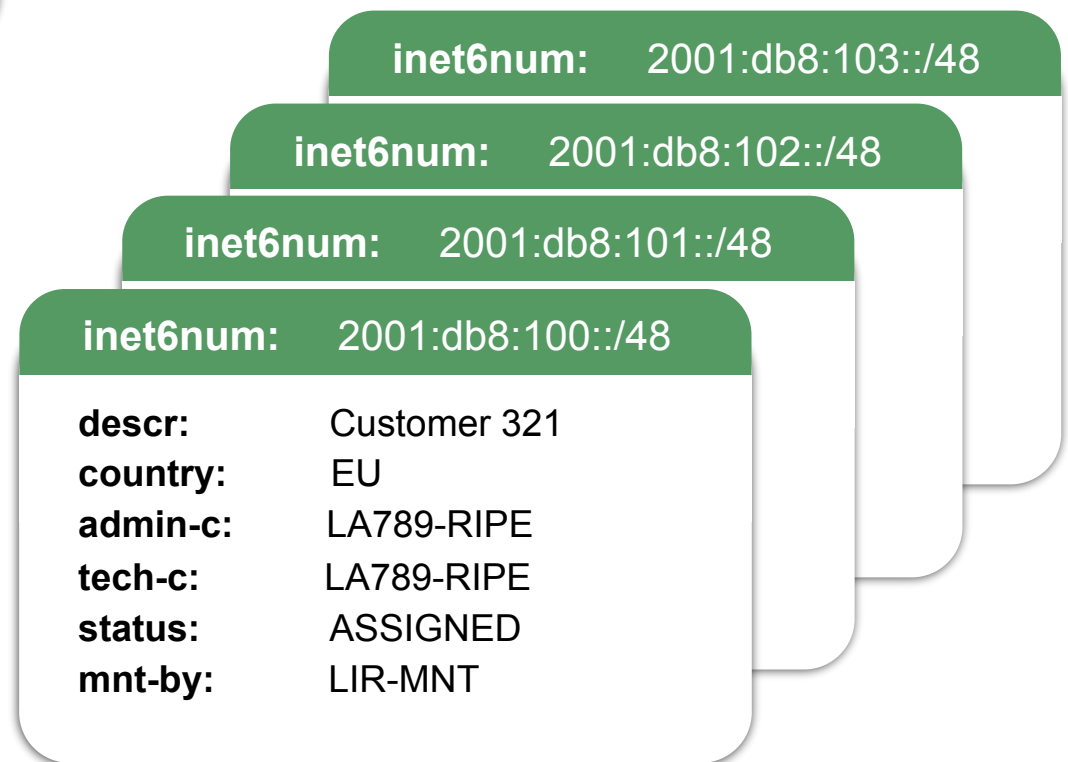 inet6num: 2001:db8:103::/48
inet6num: 2001:db8:102::/48
inet6num: 2001:db8:101::/48
inet6num: 2001:db8:100::/48
descr: Customer 321
country: EU
admin-c: LA789-RIPE
tech-c: LA789-RIPE
status: ASSIGNED
mnt-by: LIR-MNT